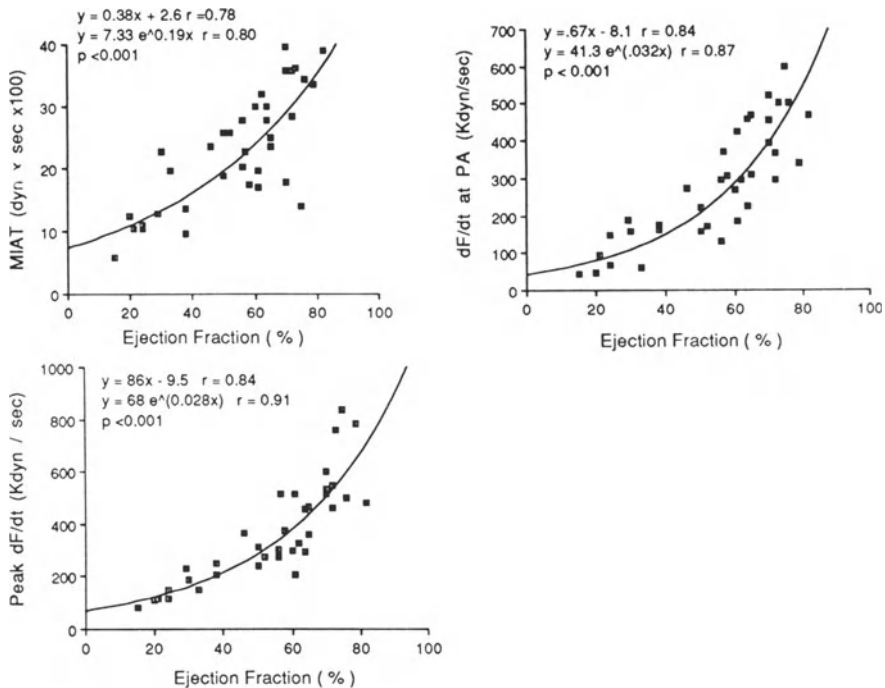 y = 0.38x + 2.6 r =0.78
y = 7.33 e^0.19x r = 0.80
p <0.001
MIAT (dyn x sec x100)
40
30
20
10
0
0 20 40 60 80 100
Ejection Fraction ( % )
y =.67x - 8.1 r = 0.84
y = 41.3 e^(.032x) r = 0.87
p < 0.001
dF/dt at PA (Kdyn/sec)
700
600
500
400
300
200
100
0
0 20 40 60 80 100
Ejection Fraction ( % )
y = 86x - 9.5 r = 0.84
y = 68 e^(0.028x) r = 0.91
p <0.001
Peak dF/dt (Kdyn / sec)
1000
800
600
400
200
0
0 20 40 60 80 100
Ejection Fraction ( % )